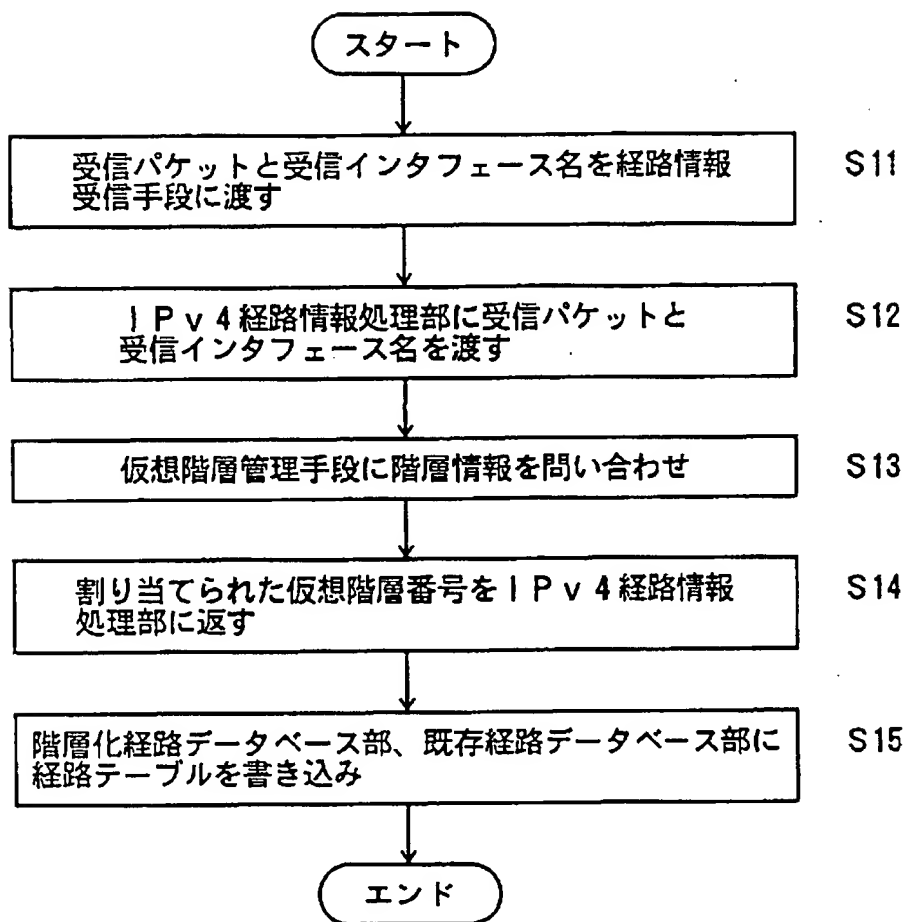 スタート
受信パケットと受信インタフェース名を経路情報
受信手段に渡す
S11
IPv4経路情報処理部に受信パケットと
受信インタフェース名を渡す
S12
仮想階層管理手段に階層情報を問い合わせ
S13
割り当てられた仮想階層番号をIPv4経路情報
処理部に返す
S14
階層化経路データベース部、既存経路データベース部に
経路テーブルを書き込み
S15
エンド